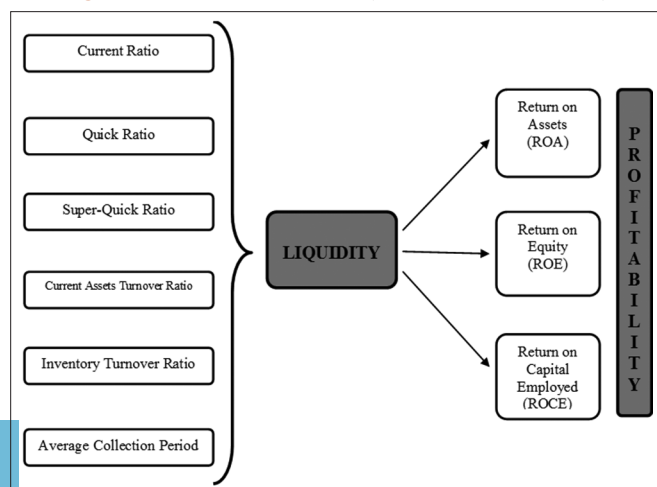 Current Ratio
Quick Ratio
Super-Quick Ratio
Current Assets Turnover Ratio
Inventory Turnover Ratio
Average Collection Period
LIQUIDITY
Return on
Assets
(ROA)
Return on
Equity
(ROE)
Return on
Capital
Employed
(ROCE)
PROFITABILITY